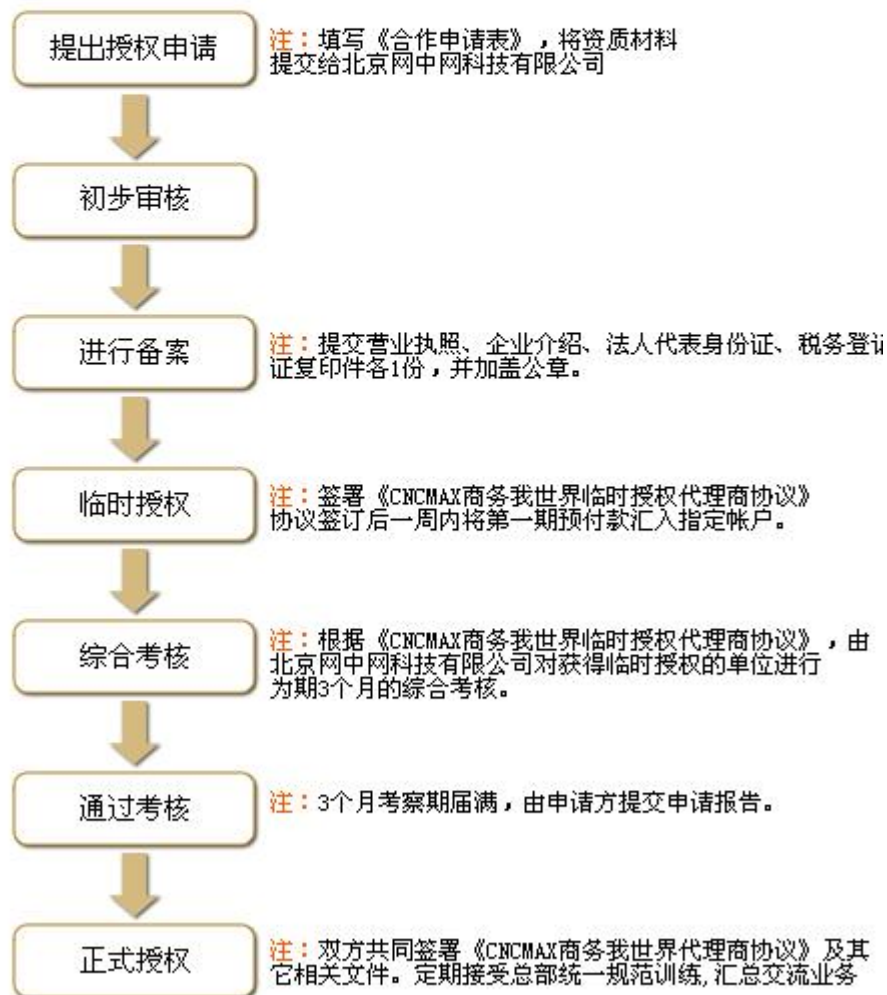 提出授权申请
注：填写《合作申请表》，将资质材料
提交给北京网中网科技有限公司
初步审核
进行备案
注：提交营业执照、企业介绍、法人代表身份证、税务登记
证复印件各1份，并加盖公章。
临时授权
注：签署《CNCMAX商务我世界临时授权代理商协议》
协议签订后一周内将第一期预付款汇入指定帐户。
综合考核
注：根据《CNCMAX商务我世界临时授权代理商协议》，由
北京网中网科技有限公司对获得临时授权的单位进行
为期3个月的综合考核。
通过考核
注：3个月考察期届满，由申请方提交申请报告。
正式授权
注：双方共同签署《CNCMAX商务我世界代理商协议》及其
它相关文件。定期接受总部统一规范训练,汇总交流业务